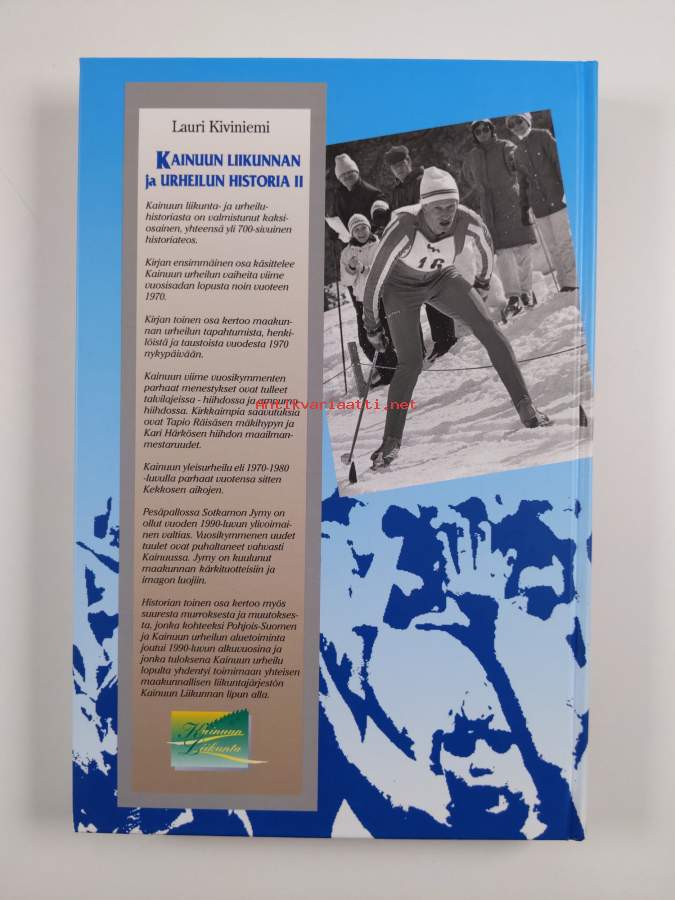 Lauri Kiviniemi
KAINUUN LIIKUNNAN
ja URHEILUN HISTORIA II
Kainuun liikunta- ja urheilu-
historiasta on valmistunut kaksi-
osainen, yhteensä yli 700-sivuinen
historiateos.
Kirjan ensimmäinen osa käsittelee
Kainuun urheilun vaiheita viime
vuosisadan lopusta noin vuoteen
1970.
Kirjan toinen osa kertoo maakun-
nan urheilun tapahtumista, henki-
löistä ja taustoista vuodesta 1970
nykypäivään.
Kainuun viime vuosikymmenten
parhaat menestykset ovat tulleet
talvilajeissa - hiihdossa ja ampuma-
hiihdossa. Kirkkaimpia saavutuksia
ovat Tapio Räisäsen mäkihypyn ja
Kari Härkösen hiihdon maailman-
mestaruudet.
Kainuun yleisurheilu eli 1970-1980
-luvulla parhaat vuotensa sitten
Kekkosen aikojen.
Pesäpallossa Sotkamon Jymy on
ollut vuoden 1990-luvun ylivoimai-
nen valtias. Vuosikymmenen uudet
tuulet ovat puhaltaneet vahvasti
Kainuussa. Jymy on kuulunut
maakunnan kärkituotteisiin ja
imagon luojiin.
Historian toinen osa kertoo myös
suuresta murroksesta ja muutokses-
ta, jonka kohteeksi Pohjois-Suomen
ja Kainuun urheilun aluetoiminta
joutui 1990-luvun alkuvuosina ja
jonka tuloksena Kainuun urheilu
lopulta yhdentyi toimimaan yhteisen
maakunnallisen liikuntajärjestön
Kainuun Liikunnan lipun alla.
Kainuun
Liikunta
16
Antikvariaatti.net